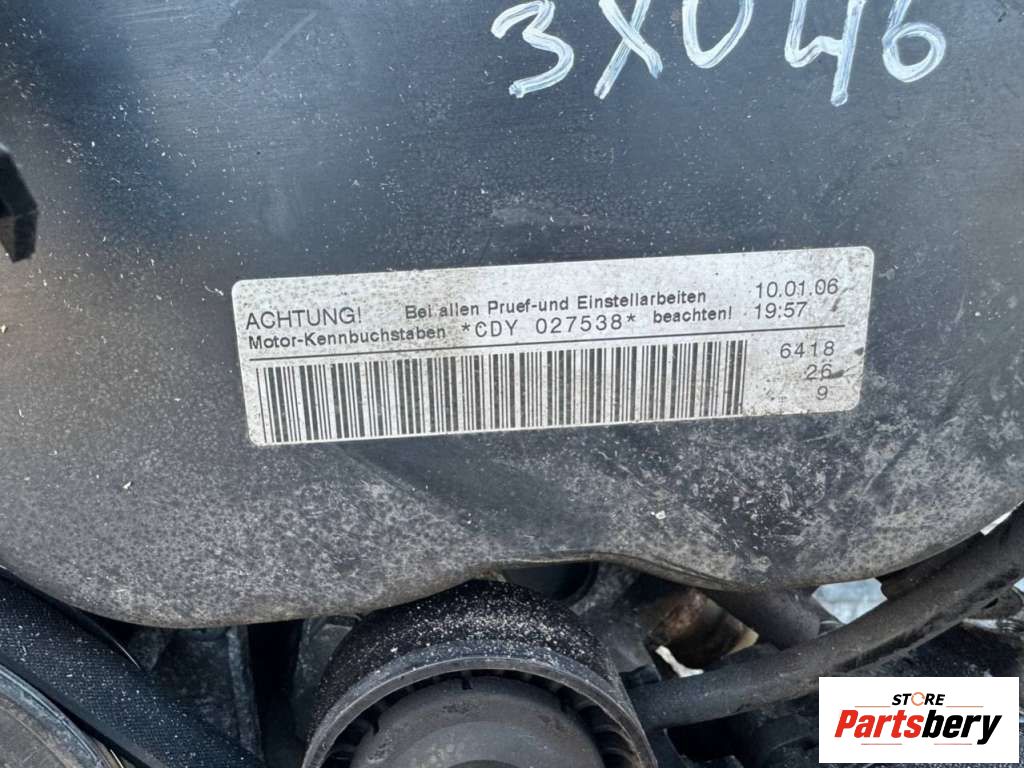 3X046
ACHTUNG! Bei allen Pruef-und Einstellarbeiten 10.01.06
Motor-Kennbuchstaben *CDY 027538* beachten! 19:57
6418
26
9
STORE
Partsbery